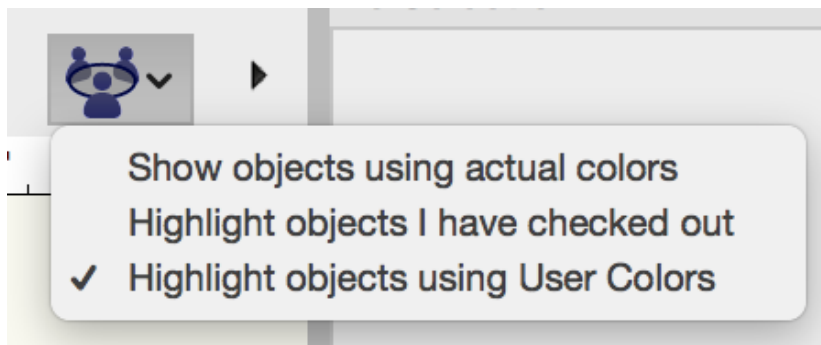 Show objects using actual colors
Highlight objects I have checked out
Highlight objects using User Colors